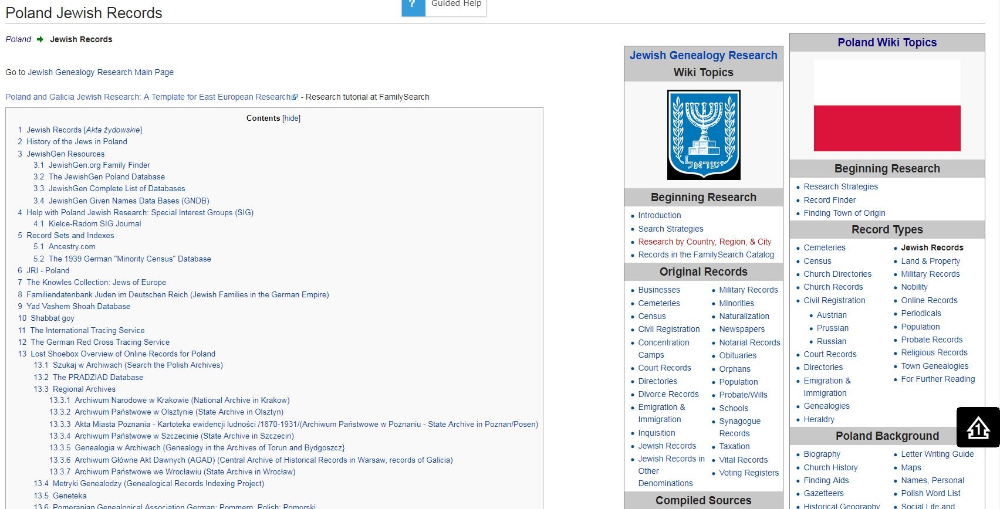 Guided Help
?
Poland Jewish Records
Poland Jewish Records
Go to Jewish Genealogy Research Main Page
Poland and Galicia Jewish Research: A Template for East European Research - Research tutorial at FamilySearch
Contents [hide]
1 Jewish Records [Akta żydowskie]
2 History of the Jews in Poland
3 JewishGen Resources
3.1 JewishGen.org Family Finder
3.2 The JewishGen Poland Database
3.3 JewishGen Complete List of Databases
3.4 JewishGen Given Names Data Bases (GNDB)
4 Help with Poland Jewish Research: Special Interest Groups (SIG)
4.1 Kielce-Radom SIG Journal
5 Record Sets and Indexes
5.1 Ancestry.com
5.2 The 1939 German "Minority Census" Database
6 JRI - Poland
7 The Knowles Collection: Jews of Europe
8 Familiendatenbank Juden im Deutschen Reich (Jewish Families in the German Empire)
9 Yad Vashem Shoah Database
10 Shabbat goy
11 The International Tracing Service
12 The German Red Cross Tracing Service
13 Lost Shoebox Overview of Online Records for Poland
13.1 Szukaj w Archiwach (Search the Polish Archives)
13.2 The PRADZIAD Database
13.3 Regional Archives
13.3.1 Archiwum Narodowe w Krakowie (National Archive in Krakow)
13.3.2 Archiwum Państwowe w Olsztynie (State Archive in Olsztyn)
13.3.3 Akta Miasta Poznania - Kartoteka ewidencji ludności /1870-1931/(Archiwum Państwowe w Poznaniu - State Archive in Poznan/Posen)
13.3.4 Archiwum Państwowe w Szczecinie (State Archive in Szczecin)
13.3.5 Genealogia w Archiwach (Genealogy in the Archives of Torun and Bydgoszcz}
13.3.6 Archiwum Główne Akt Dawnych (AGAD) (Central Archive of Historical Records in Warsaw, records of Galicia)
13.3.7 Archiwum Państwowe we Wrocławiu (State Archive in Wrocław)
13.4 Metryki Genealodzy (Genealogical Records Indexing Project)
13.5 Geneteka
13.6 Pomeranian Genealogical Association German: Pommern, Polish: Pomorski
Jewish Genealogy Research
Wiki Topics
ישראל
Beginning Research
Introduction
Search Strategies
Research by Country, Region, & City
Records in the FamilySearch Catalog
Original Records
Businesses
Cemeteries
Census
Civil Registration
Concentration
Camps
Court Records
Directories
Divorce Records
Emigration &
Immigration
Inquisition
Jewish Records
Jewish Records in
Other
Denominations
Military Records
Minorities
Naturalization
Newspapers
Notarial Records
Obituaries
Orphans
Population
Probate/Wills
Schools
Synagogue
Records
Taxation
Vital Records
Voting Registers
Compiled Sources
Poland Wiki Topics
Beginning Research
Research Strategies
Record Finder
Finding Town of Origin
Record Types
Cemeteries
Census
Church Directories
Church Records
Civil Registration
Austrian
Prussian
Russian
Court Records
Directories
Emigration &
Immigration
Genealogies
Heraldry
Jewish Records
Land & Property
Military Records
Nobility
Online Records
Periodicals
Population
Probate Records
Religious Records
Town Genealogies
For Further Reading
1
Poland Background
Biography
Church History
Finding Aids
Gazetteers
Historical Geography
Letter Writing Guide
Maps
Names, Personal
Polish Word List
Social Life and